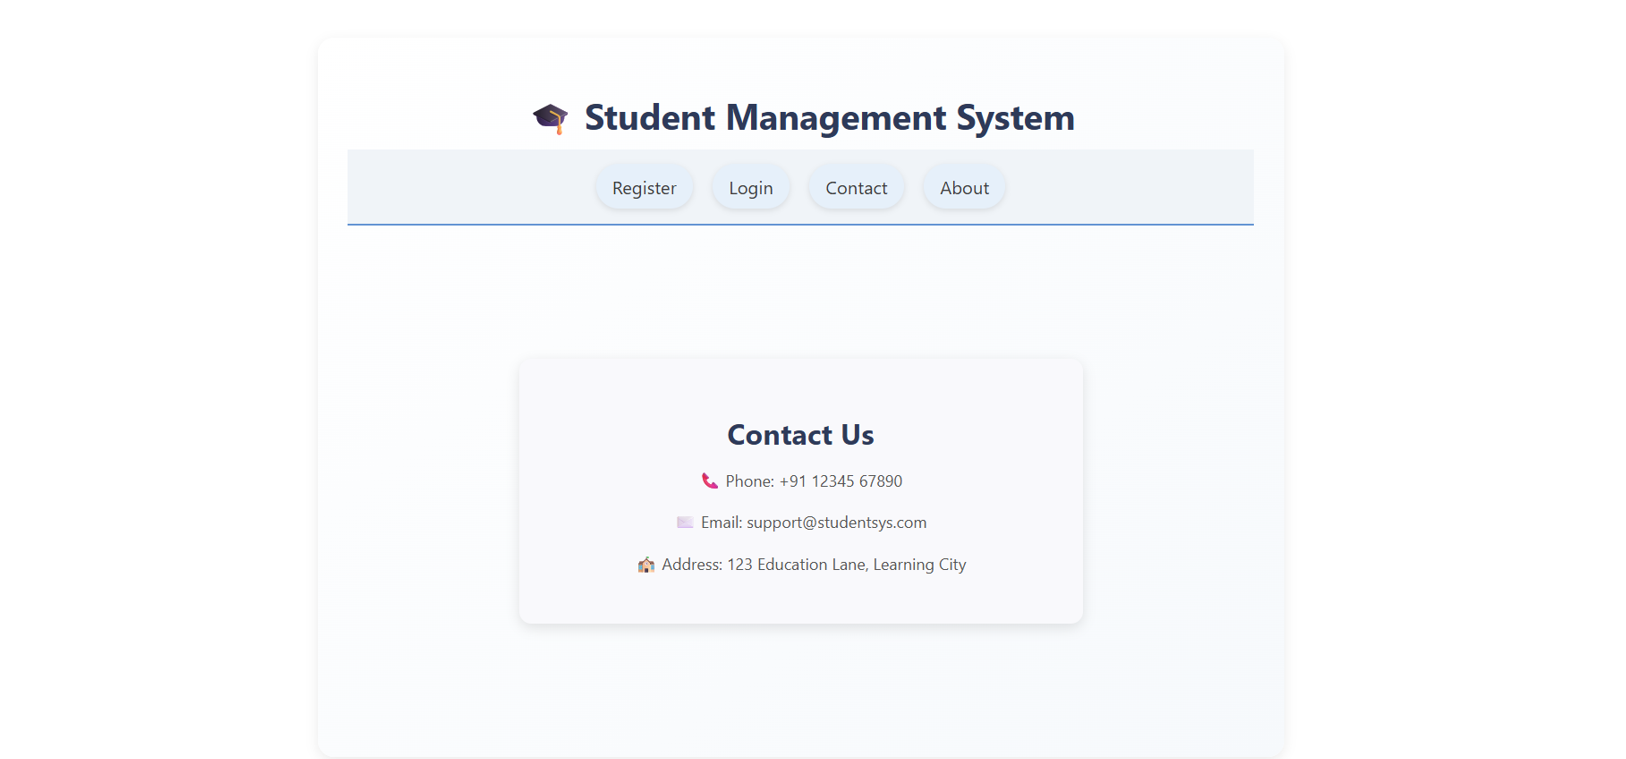 🎓 Student Management System
Register Login Contact About
Contact Us
📞 Phone: +91 12345 67890
✉️ Email: support@studentsys.com
🏫 Address: 123 Education Lane, Learning City